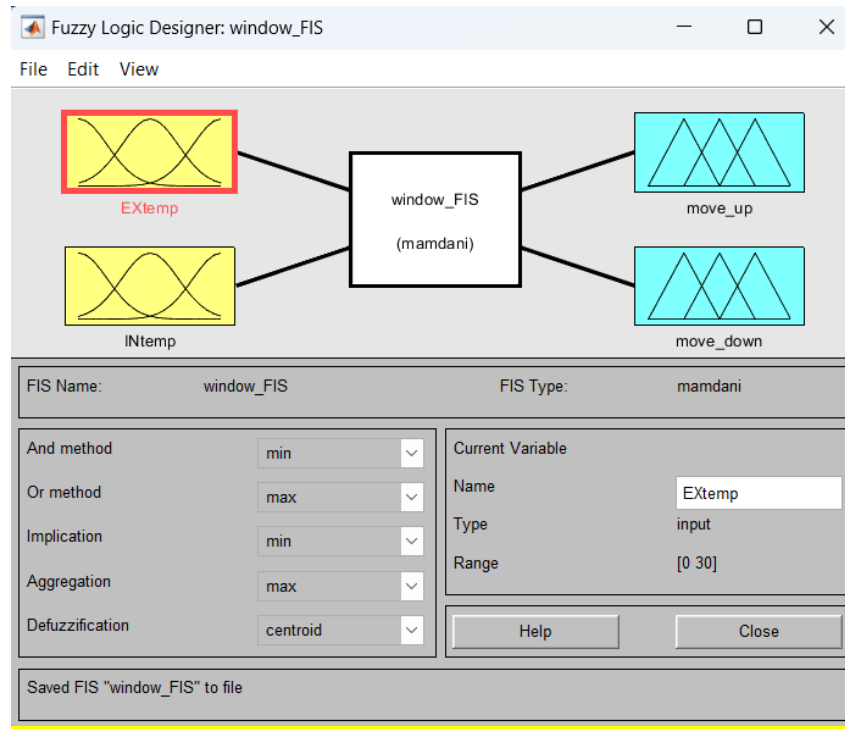 Fuzzy Logic Designer: window_FIS
File Edit View
EXtemp
INtemp
window_FIS
(mamdani)
move_up
move_down
FIS Name: window_FIS FIS Type: mamdani
And method min
Or method max
Implication min
Aggregation max
Defuzzification centroid
Current Variable
Name EXtemp
Type input
Range [0 30]
Help Close
Saved FIS "window_FIS" to file